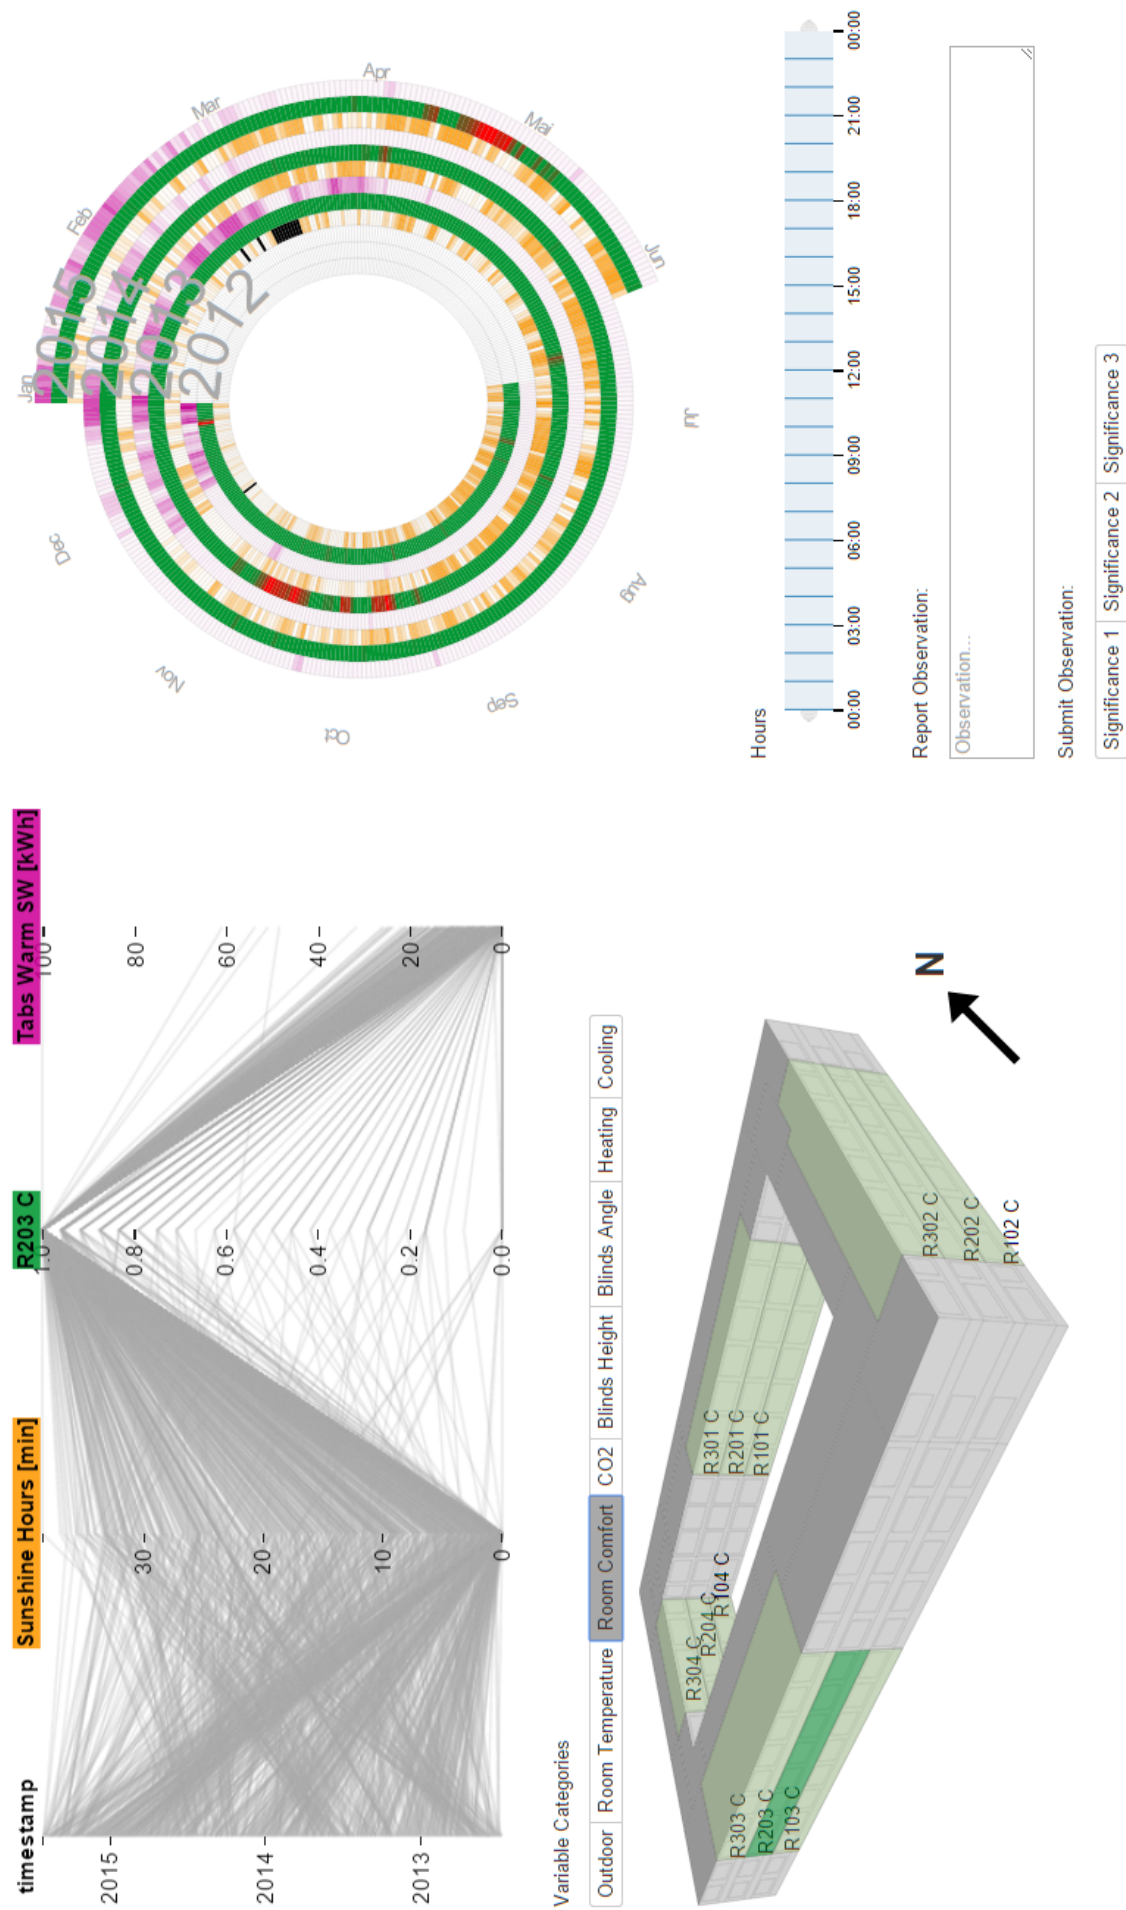 timestamp
Sunshine Hours [min]
R203 C
Tabs Warm SW [kWh]
2015
2014
2013
30
20
10
0
1.0
0.8
0.6
0.4
0.2
0.0
100
80
60
40
20
0
Variable Categories
Outdoor Room Temperature Room Comfort CO2 Blinds Height Blinds Angle Heating Cooling
R303 C
R203 C
R103 C
R304 C
R204 C
R104 C
R301 C
R201 C
R101 C
R302 C
R202 C
R102 C
N
Jan
Feb
Mar
Apr
Mai
Jun
Jul
Aug
Sep
Oct
Nov
Dec
2015
2014
2013
2012
Hours
00:00 03:00 06:00 09:00 12:00 15:00 18:00 21:00 00:00
Report Observation:
Observation...
Submit Observation:
Significance 1 Significance 2 Significance 3